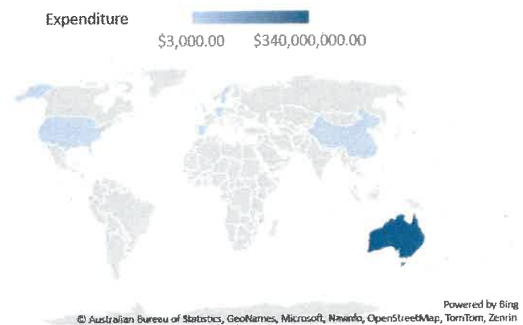 Expenditure
$3,000.00 $340,000,000.00
Powered by Bing
© Australian Bureau of Statistics, GeoNames, Microsoft, Navinfo, OpenStreetMap, TomTom, Zenrin